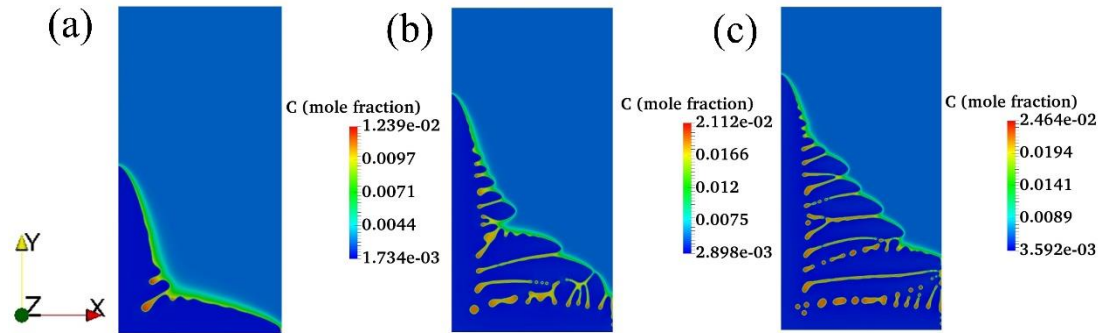 (a)
C (mole fraction)
1.239e-02
0.0097
0.0071
0.0044
1.734e-03
(b)
C (mole fraction)
2.112e-02
0.0166
0.012
0.0075
2.898e-03
(c)
C (mole fraction)
2.464e-02
0.0194
0.0141
0.0089
3.592e-03
Y
Z
X